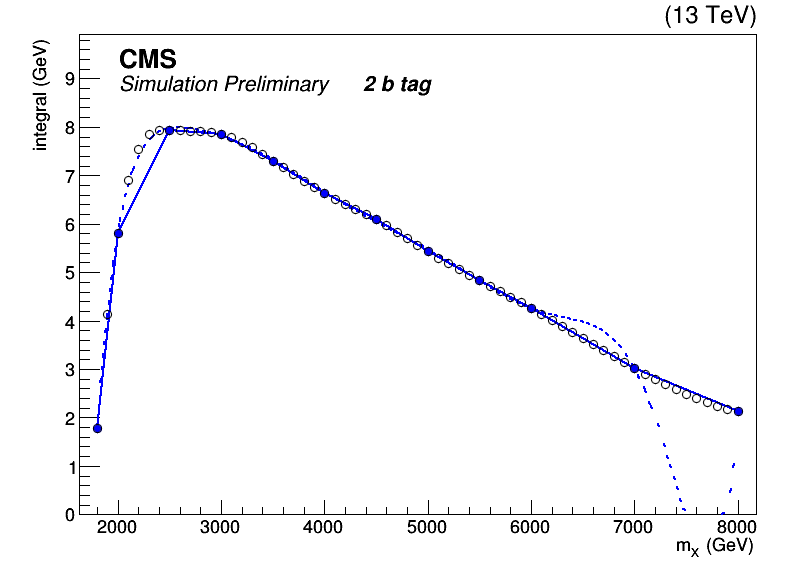 (13 TeV)
CMS
Simulation Preliminary 2 b tag
integral (GeV)
9
8
7
6
5
4
3
2
1
0
2000 3000 4000 5000 6000 7000 8000
m_X (GeV)